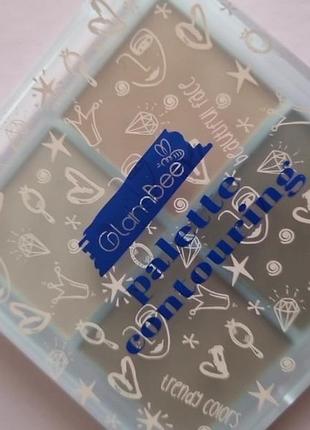 beautiful face
GlamBee
Palette
contouring
trendy colors